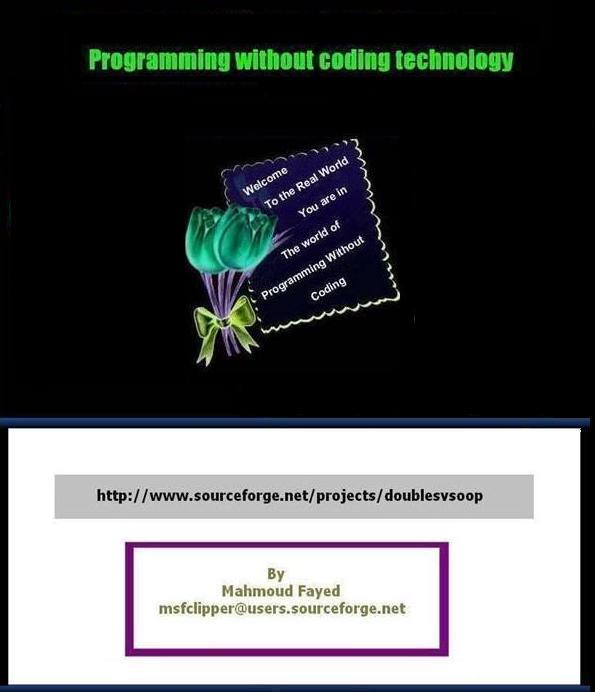 Programming without coding technology
Welcome
To the Real World
You are in
The world of
Programming Without
Coding
http://www.sourceforge.net/projects/doublesvsoop
By
Mahmoud Fayed
msfclipper@users.sourceforge.net